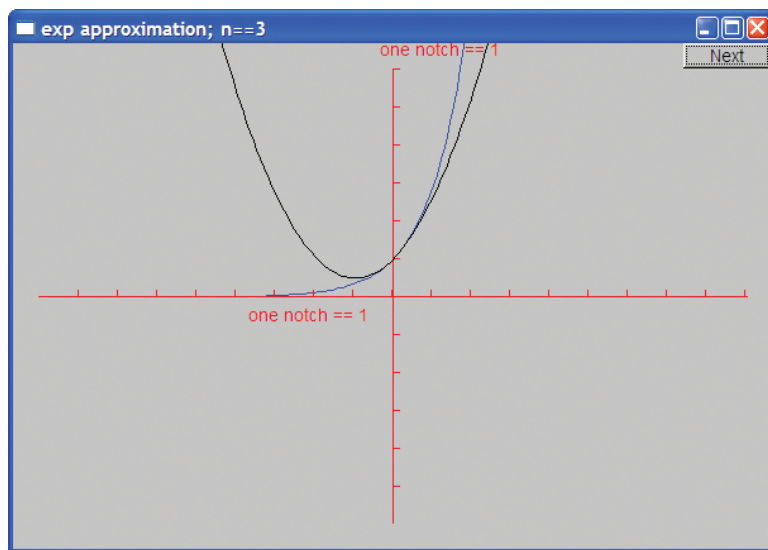 exp approximation; n==3
one notch == 1
Next
one notch == 1